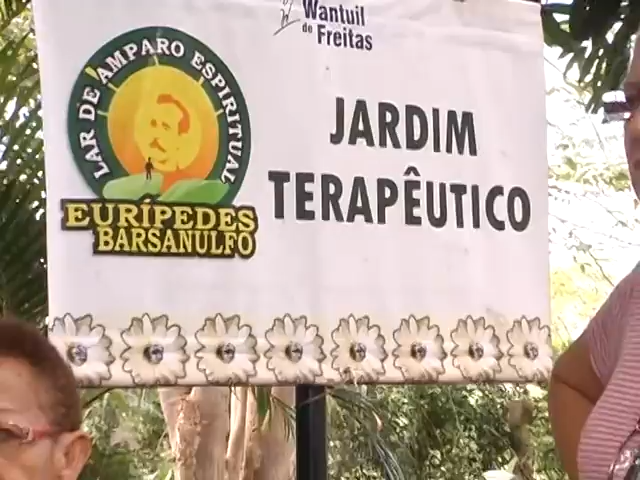 Wantuil
de Freitas
LAR DE AMPARO ESPIRITUAL
EURÍPEDES
BARSANULFO
JARDIM
TERAPÊUTICO